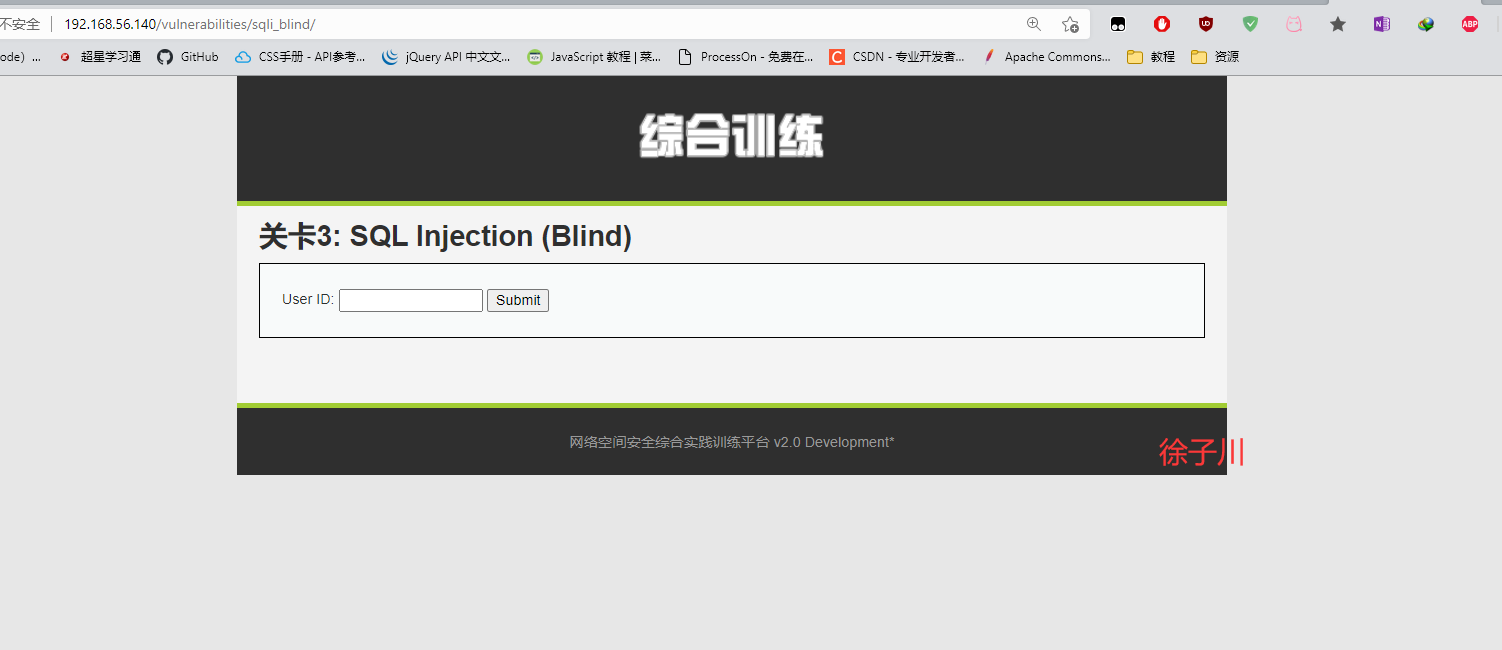 不安全 192.168.56.140/vulnerabilities/sqli_blind/
UD N ABP
ode) ... 超星学习通 GitHub CSS手册 - API参考... jQuery API 中文文... JavaScript 教程 | 菜... ProcessOn - 免费在... C CSDN - 专业开发者... Apache Commons... 教程 资源
综合训练
关卡3: SQL Injection (Blind)
User ID: Submit
网络空间安全综合实践训练平台 v2.0 Development*
徐子川